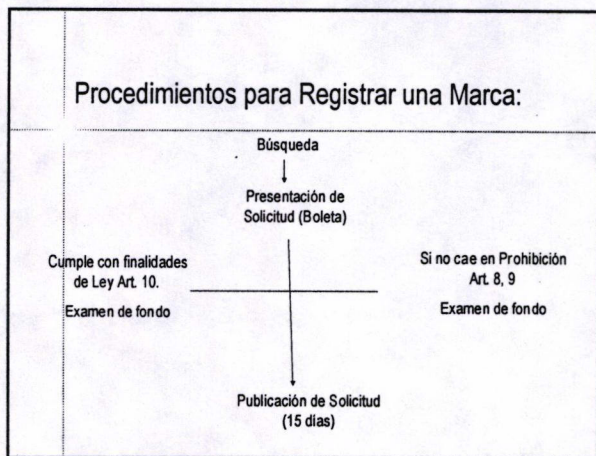 Procedimientos para Registrar una Marca:
Búsqueda
Presentación de
Solicitud (Boleta)
Cumple con finalidades
de Ley Art. 10.
Examen de fondo
Si no cae en Prohibición
Art. 8, 9
Examen de fondo
Publicación de Solicitud
(15 días)